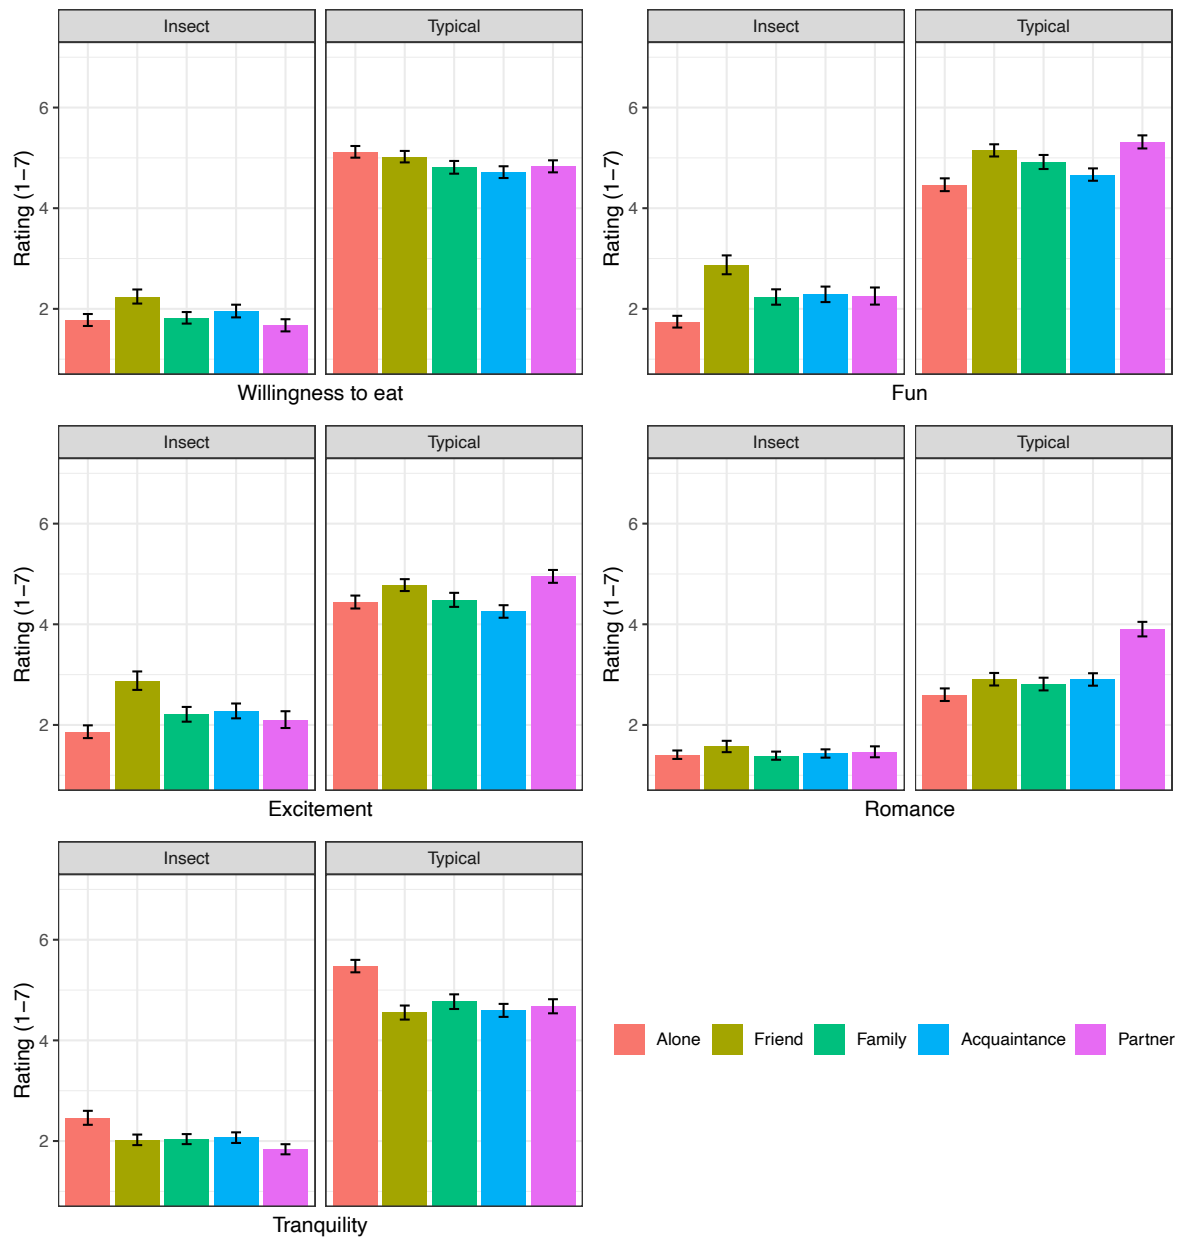 Insect Typical
6
4
2
Rating (1−7)
Willingness to eat
Insect Typical
6
4
2
Rating (1−7)
Fun
Insect Typical
6
4
2
Rating (1−7)
Excitement
Insect Typical
6
4
2
Rating (1−7)
Romance
Insect Typical
6
4
2
Rating (1−7)
Tranquility
Alone Friend Family Acquaintance Partner